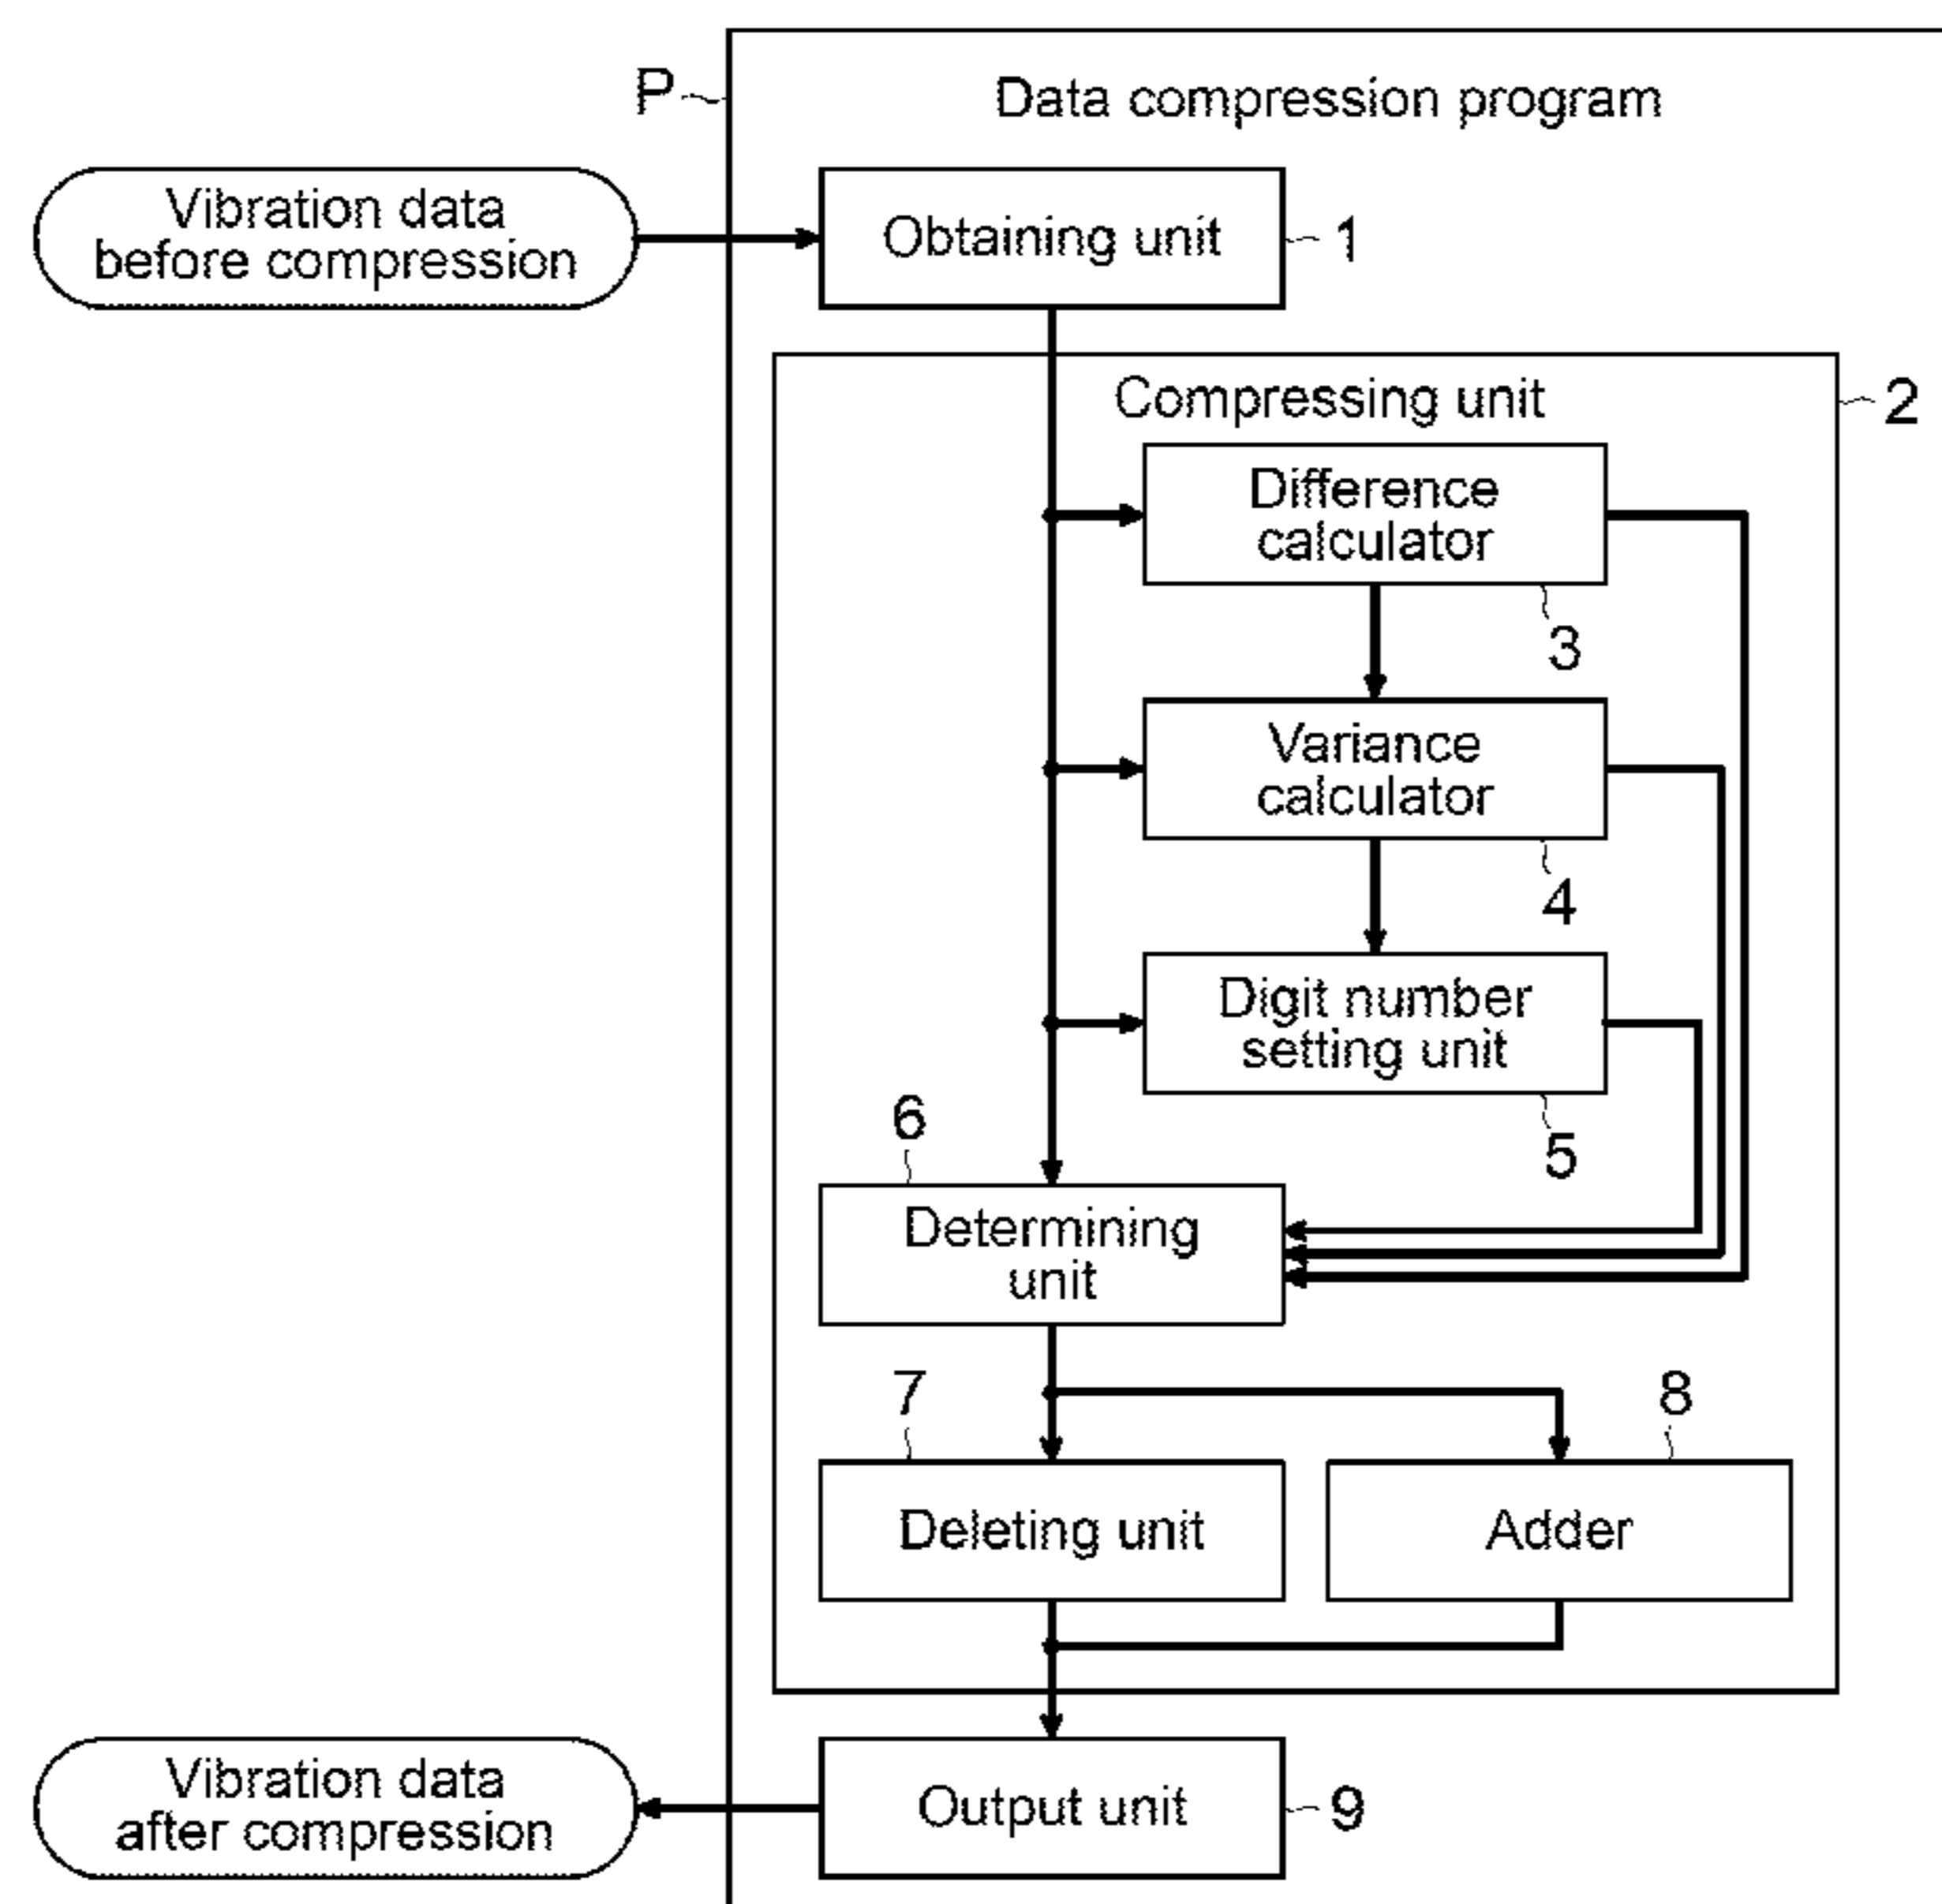 P
Data compression program
Vibration data
before compression
Obtaining unit
1
Compressing unit
2
Difference
calculator
3
Variance
calculator
4
Digit number
setting unit
5
6
Determining
unit
7
8
Deleting unit
Adder
Vibration data
after compression
Output unit
9